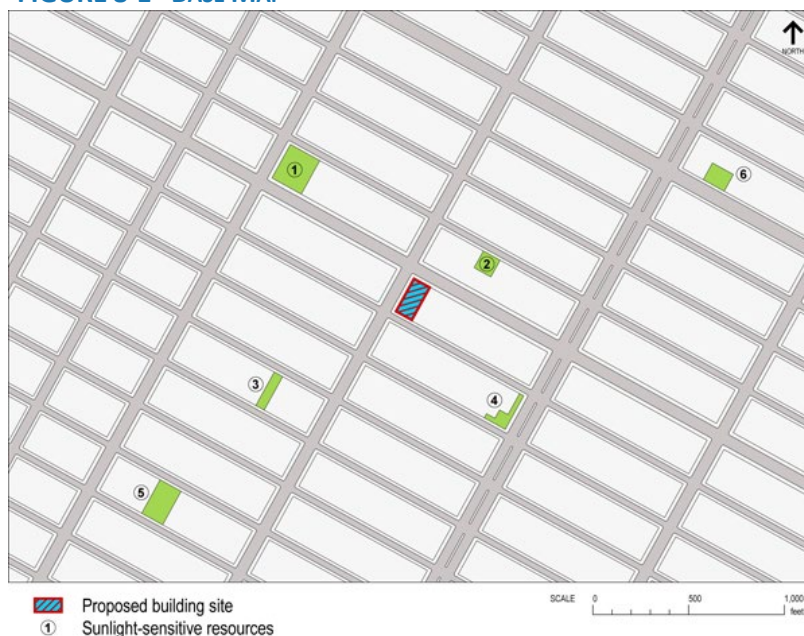 NORTH
①
②
③
④
⑤
⑥
Proposed building site
① Sunlight-sensitive resources
SCALE 0 500 1,000
feet